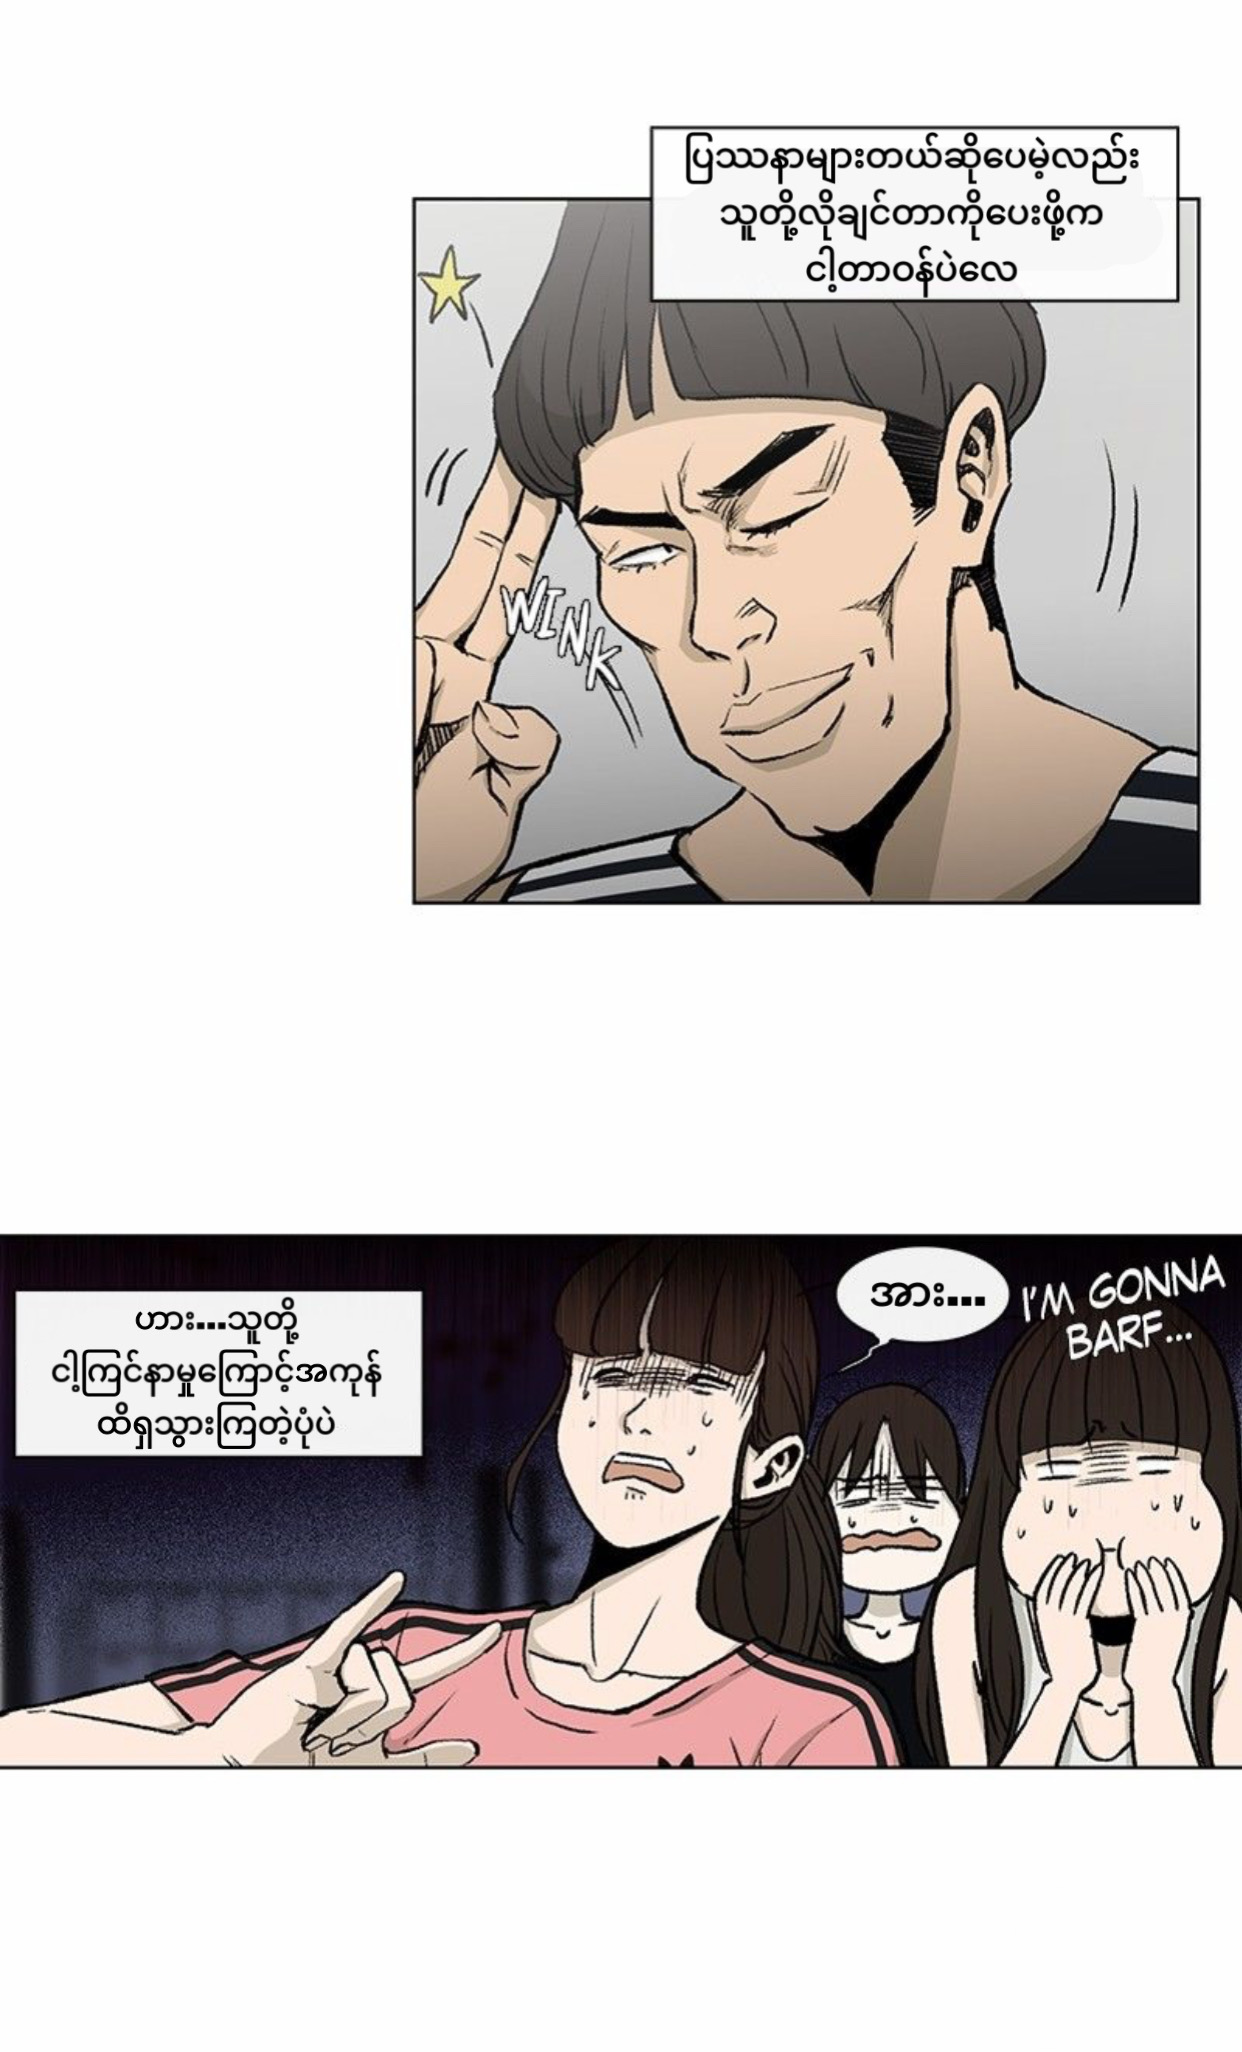 ပြဿနာများတယ်ဆိုပေမဲ့လည်း
သူတို့လိုချင်တာကိုပေးဖို့က
ငါ့တာဝန်ပဲလေ
WINK
အား...
I'M GONNA
BARF...
ဟား...သူတို့
ငါ့ကြင်နာမှုကြောင့်အကုန်
ထိရှသွားကြတဲ့ပုံပဲ